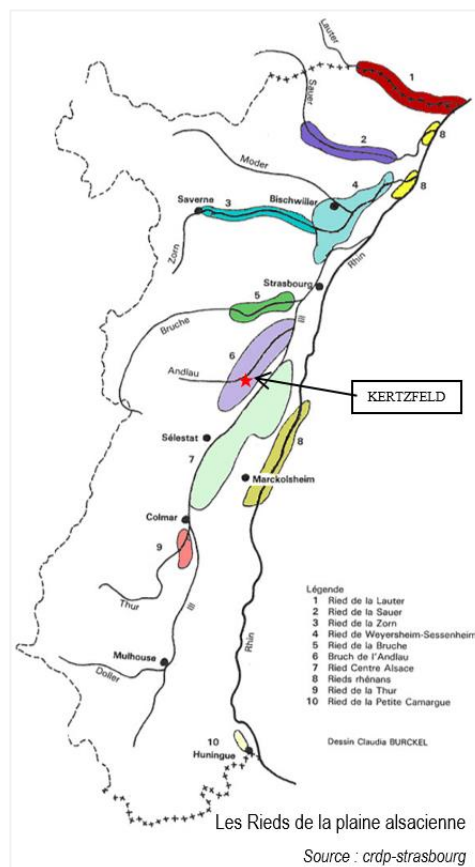 Lauter
1
Sauer
8
2
Moder
4
8
Bischwiller
Saverne
3
Zorn
Rhin
Strasbourg
5
Ill
Bruche
6
Andlau
KERTZFELD
Sélestat
8
7
Marckolsheim
Colmar
9
Thur
Ill
Rhin
Mulhouse
Doller
10
Huningue
Légende
1 Ried de la Lauter
2 Ried de la Sauer
3 Ried de la Zorn
4 Ried de Weyersheim-Sessenheim
5 Ried de la Bruche
6 Bruch de l'Andlau
7 Ried Centre Alsace
8 Rieds rhénans
9 Ried de la Thur
10 Ried de la Petite Camargue
Dessin Claudia BURCKEL
Les Rieds de la plaine alsacienne
Source : crdp-strasbourg